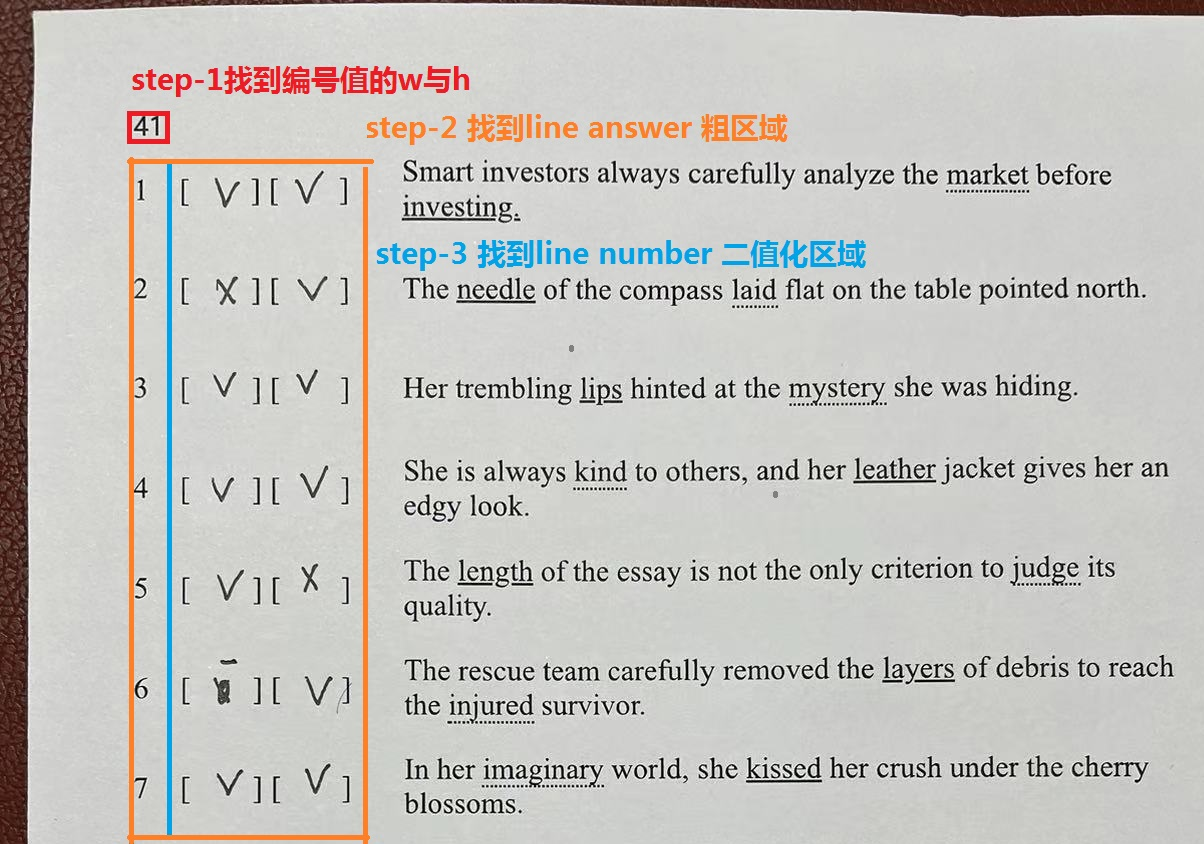 step-1找到编号值的w与h
41
step-2 找到line answer 粗区域
1 [ V ][ V ] Smart investors always carefully analyze the market before
investing.
step-3 找到line number 二值化区域
2 [ X ][ V ] The needle of the compass laid flat on the table pointed north.
3 [ V ][ V ] Her trembling lips hinted at the mystery she was hiding.
4 [ V ][ V ] She is always kind to others, and her leather jacket gives her an
edgy look.
5 [ V ][ X ] The length of the essay is not the only criterion to judge its
quality.
6 [ ][ V ] The rescue team carefully removed the layers of debris to reach
the injured survivor.
7 [ V ][ V ] In her imaginary world, she kissed her crush under the cherry
blossoms.